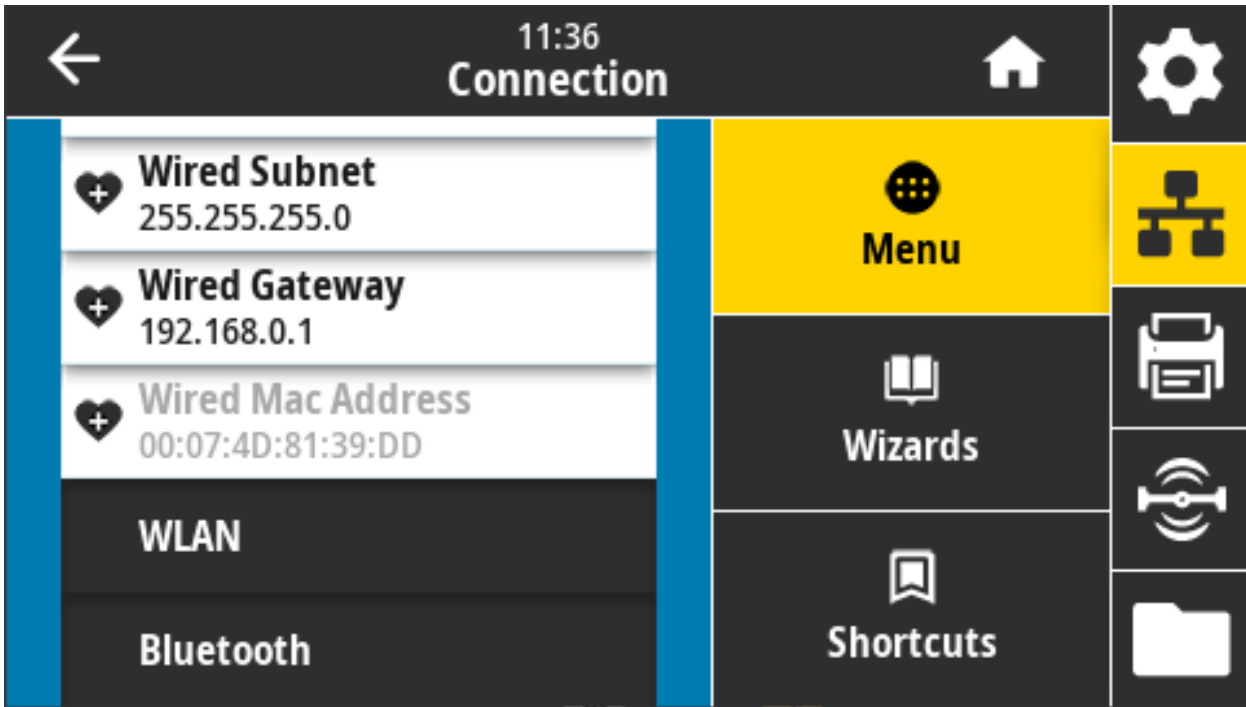 11:36
Connection
Wired Subnet
255.255.255.0
Wired Gateway
192.168.0.1
Wired Mac Address
00:07:4D:81:39:DD
WLAN
Bluetooth
Menu
Wizards
Shortcuts